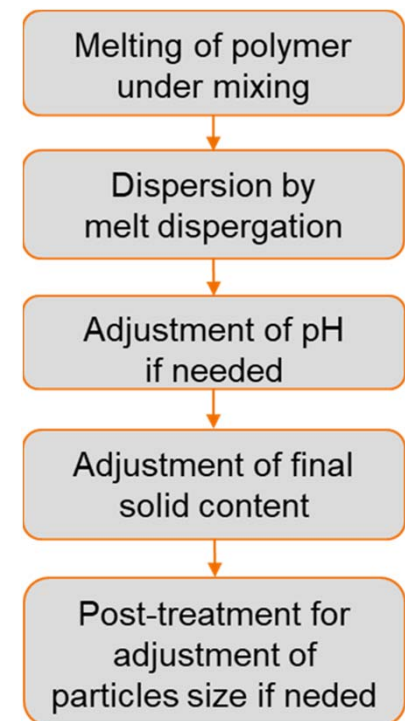 Melting of polymer
under mixing
Dispersion by
melt dispergation
Adjustment of pH
if needed
Adjustment of final
solid content
Post-treatment for
adjustment of
particles size if neded